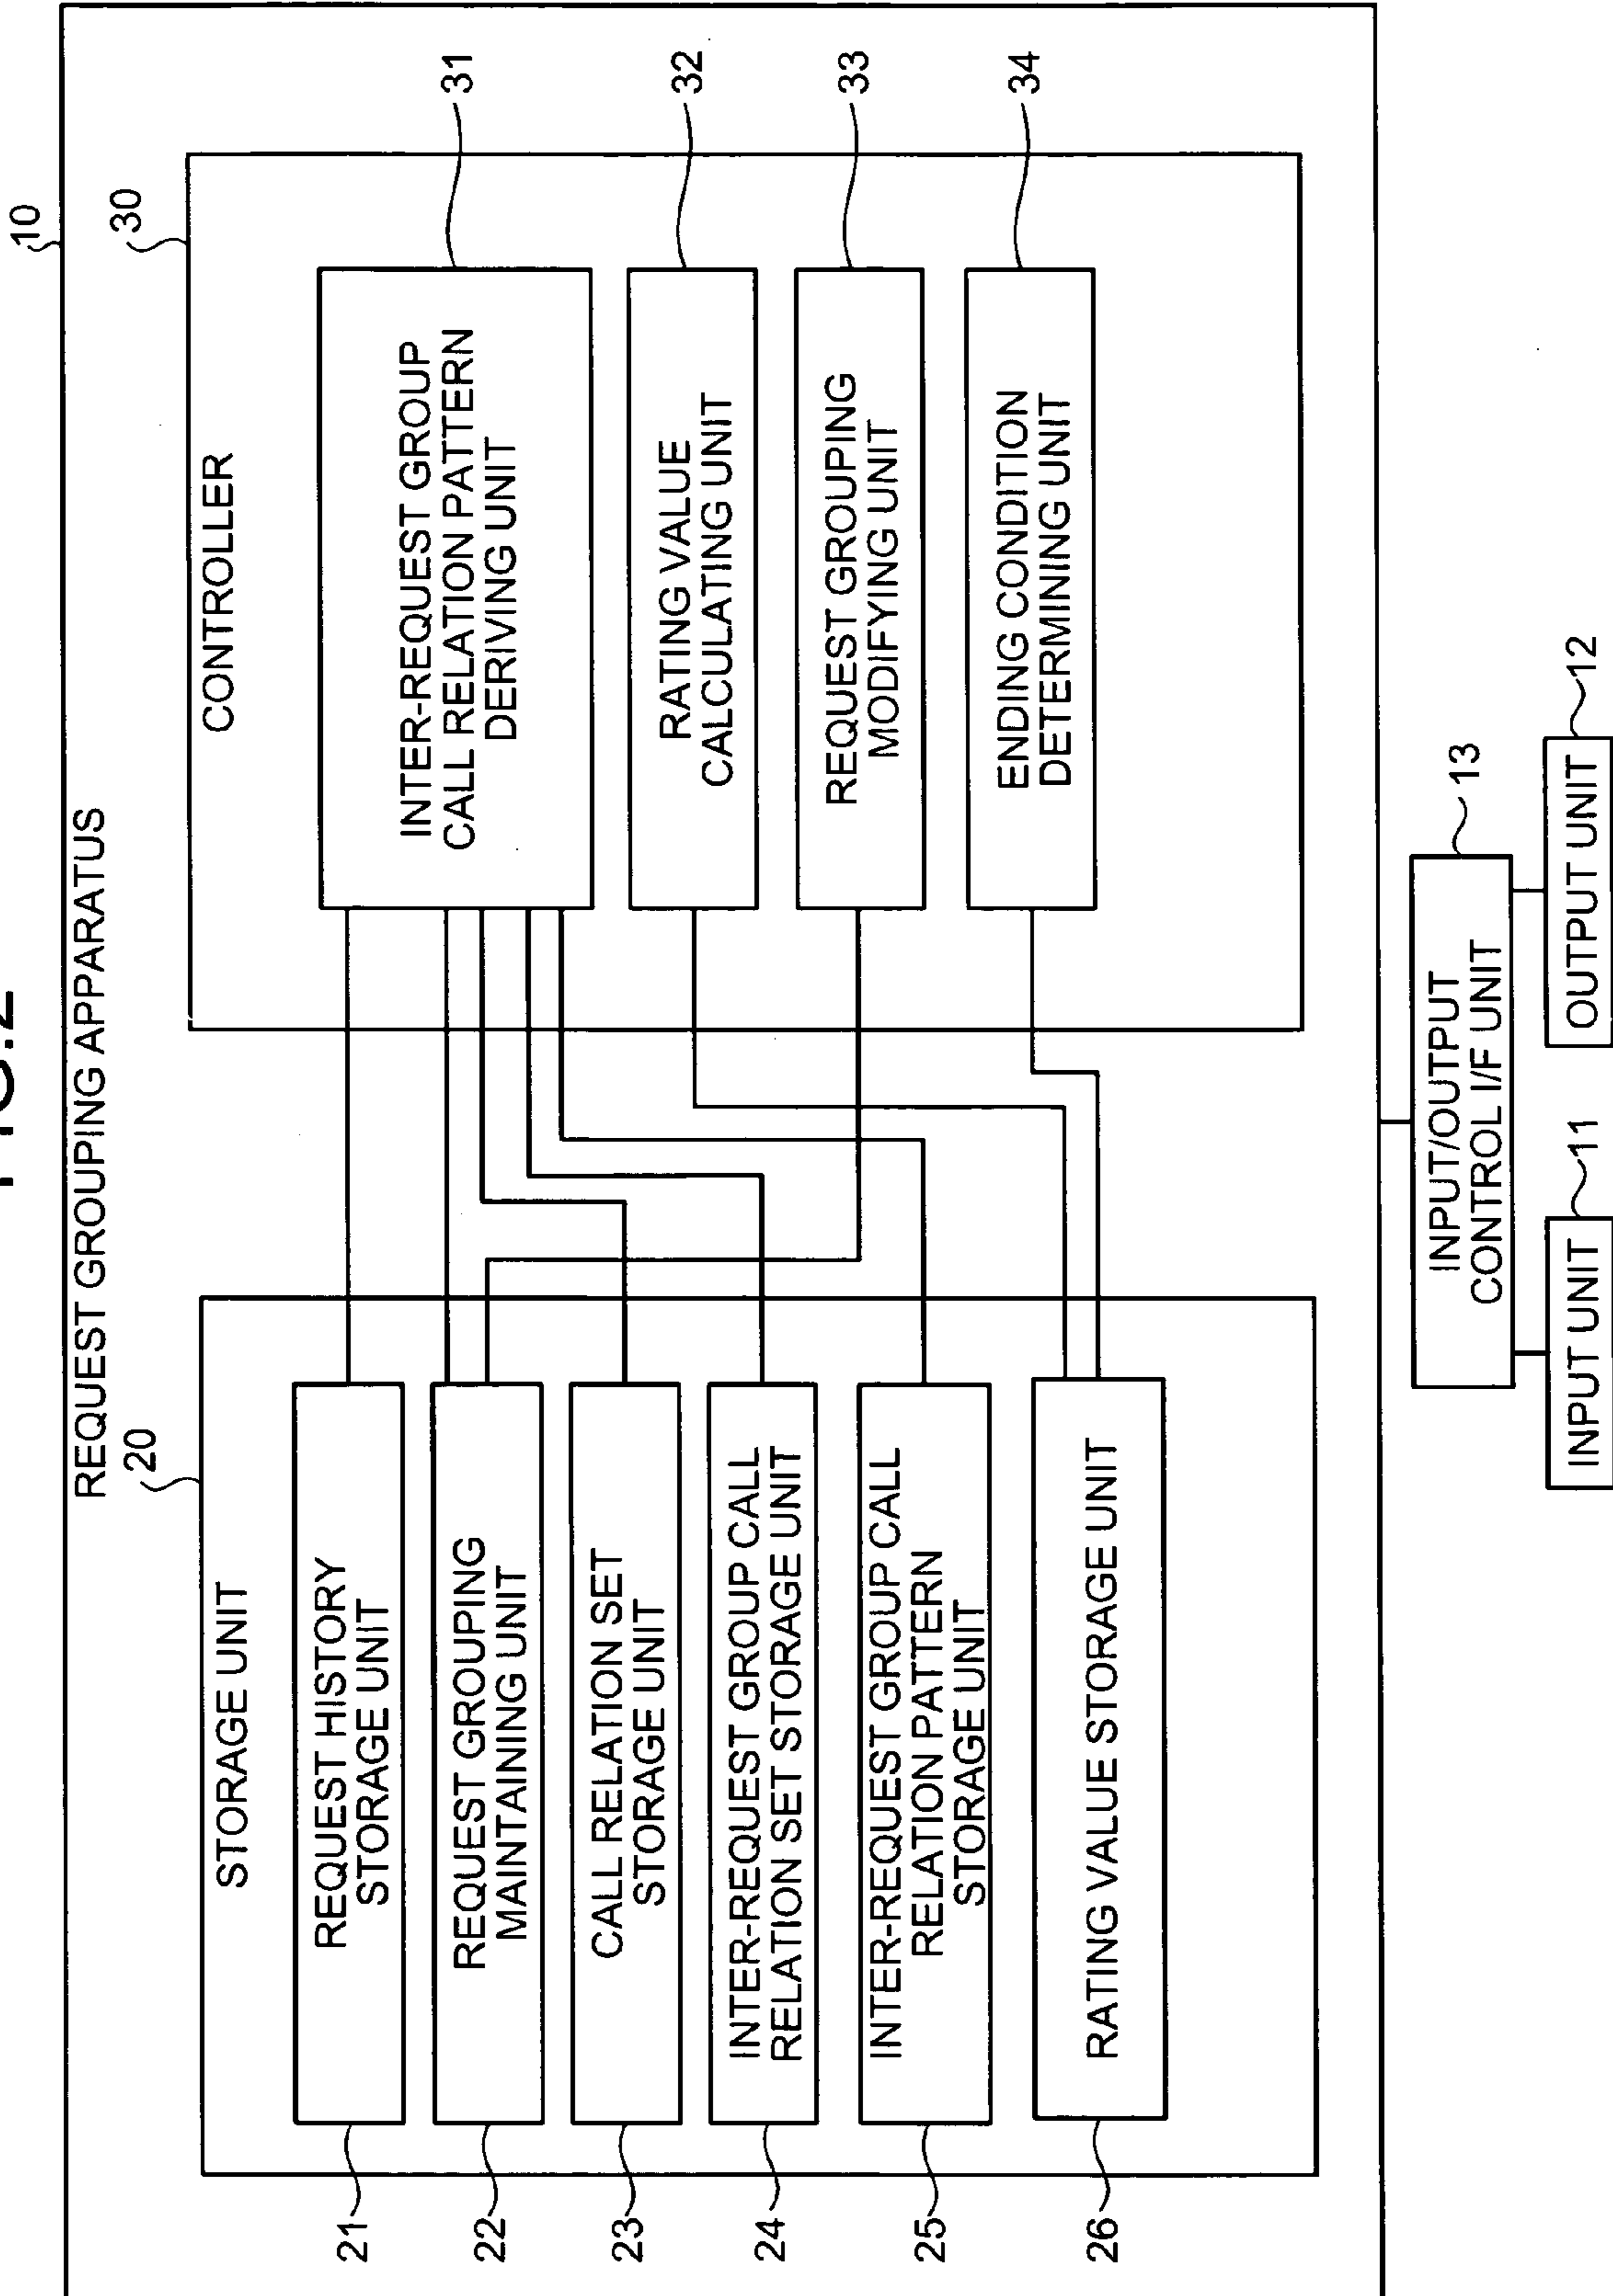 FIG.2
10
REQUEST GROUPING APPARATUS
20
STORAGE UNIT
21
REQUEST HISTORY
STORAGE UNIT
22
REQUEST GROUPING
MAINTAINING UNIT
23
CALL RELATION SET
STORAGE UNIT
24
INTER-REQUEST GROUP CALL
RELATION SET STORAGE UNIT
25
INTER-REQUEST GROUP CALL
RELATION PATTERN
STORAGE UNIT
26
RATING VALUE STORAGE UNIT
30
CONTROLLER
31
INTER-REQUEST GROUP
CALL RELATION PATTERN
DERIVING UNIT
32
RATING VALUE
CALCULATING UNIT
33
REQUEST GROUPING
MODIFYING UNIT
34
ENDING CONDITION
DETERMINING UNIT
13
INPUT/OUTPUT
CONTROL I/F UNIT
11
INPUT UNIT
12
OUTPUT UNIT